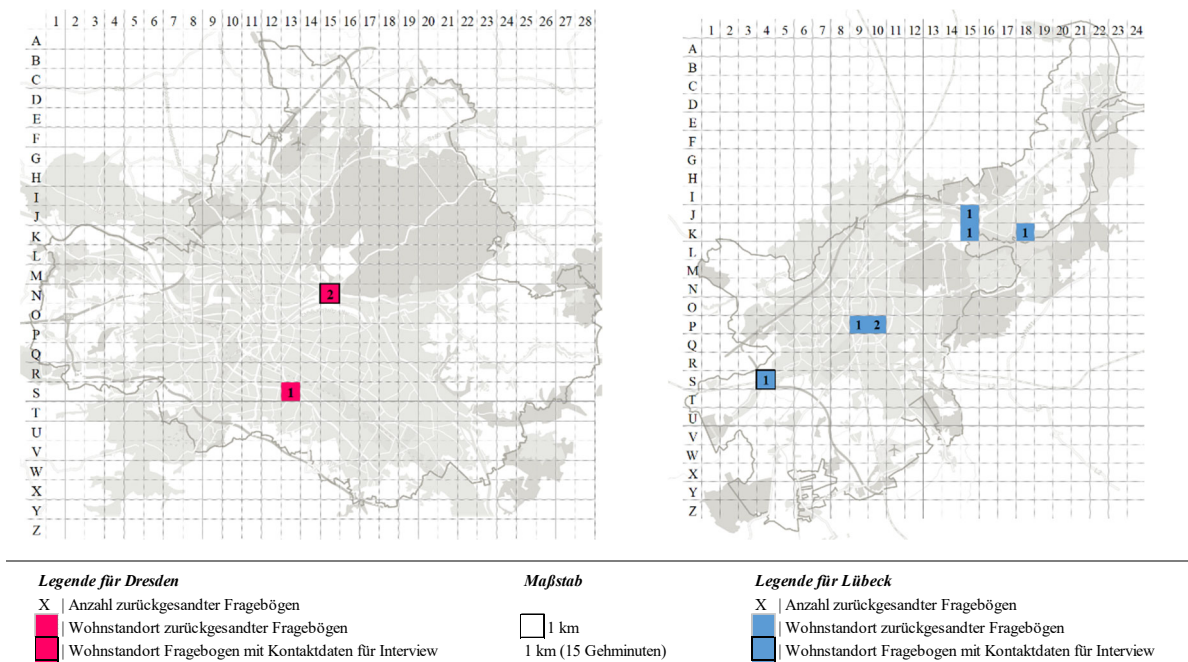 1 2 3 4 5 6 7 8 9 10 11 12 13 14 15 16 17 18 19 20 21 22 23 24 25 26 27 28
A
B
C
D
E
F
G
H
I
J
K
L
M
N
O
P
Q
R
S
T
U
V
W
X
Y
Z
2
1
1 2 3 4 5 6 7 8 9 10 11 12 13 14 15 16 17 18 19 20 21 22 23 24
A
B
C
D
E
F
G
H
I
J
K
L
M
N
O
P
Q
R
S
T
U
V
W
X
Y
Z
1
1 1
1 2
1
Legende für Dresden
X | Anzahl zurückgesandter Fragebögen
| Wohnstandort zurückgesandter Fragebögen
| Wohnstandort Fragebogen mit Kontaktdaten für Interview
Maßstab
1 km
1 km (15 Gehminuten)
Legende für Lübeck
X | Anzahl zurückgesandter Fragebögen
| Wohnstandort zurückgesandter Fragebögen
| Wohnstandort Fragebogen mit Kontaktdaten für Interview